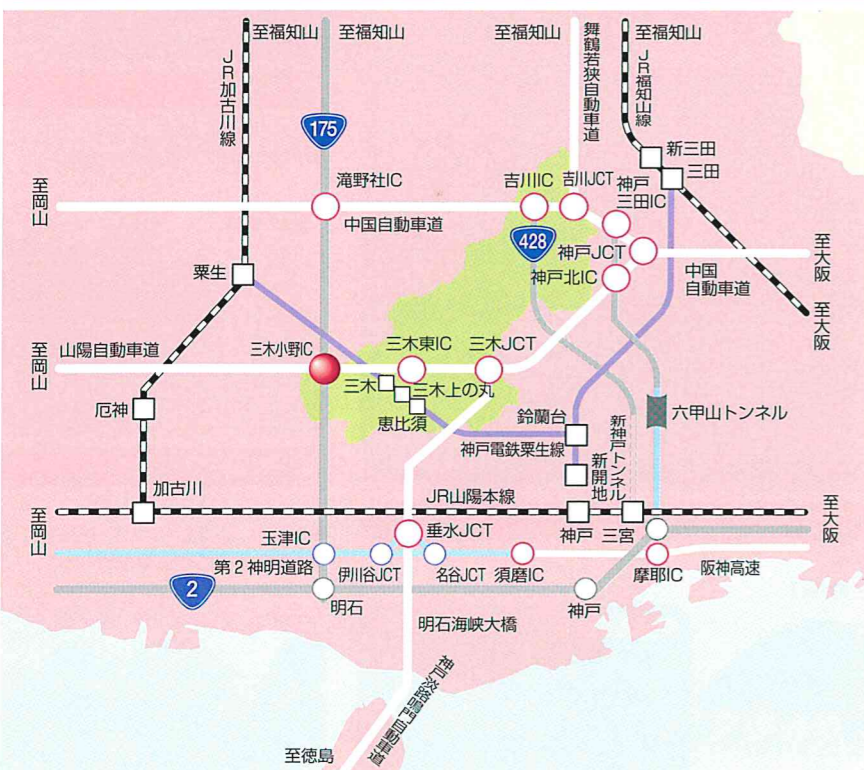 至福知山
至福知山
至福知山
至福知山
JR加古川線
舞鶴若狭自動車道
JR福知山線
175
新三田
三田
滝野社IC
吉川IC
吉川JCT
神戸
三田IC
至岡山
中国自動車道
428
神戸JCT
至大阪
粟生
神戸北IC
中国
自動車道
至大阪
山陽自動車道
三木小野IC
三木東IC
三木JCT
至岡山
三木
三木上の丸
恵比須
厄神
鈴蘭台
六甲山トンネル
神戸電鉄粟生線
新神戸トンネル
新開地
加古川
JR山陽本線
至岡山
至大阪
玉津IC
垂水JCT
神戸
三宮
第2神明道路
伊川谷JCT
名谷JCT
須磨IC
摩耶IC
阪神高速
2
明石
神戸
明石海峡大橋
神戸淡路鳴門自動車道
至徳島